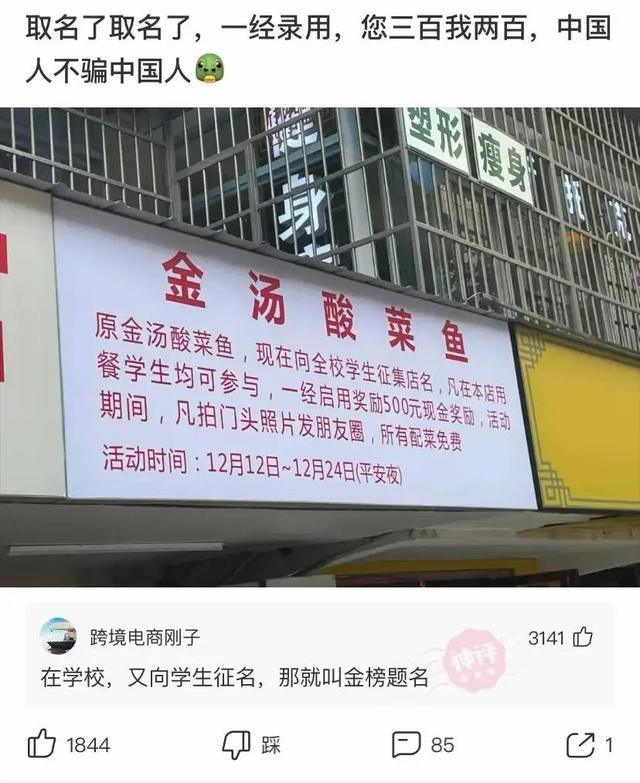 取名了取名了，一经录用，您三百我两百，中国
人不骗中国人
塑形
瘦身
身
金汤酸菜鱼
原金汤酸菜鱼，现在向全校学生征集店名，凡在本店用
餐学生均可参与，一经启用奖励500元现金奖励，活动
期间，凡拍门头照片发朋友圈，所有配菜免费
活动时间：12月12日~12月24日(平安夜)
跨境电商刚子
3141
在学校，又向学生征名，那就叫金榜题名
神评
1844
踩
85
1